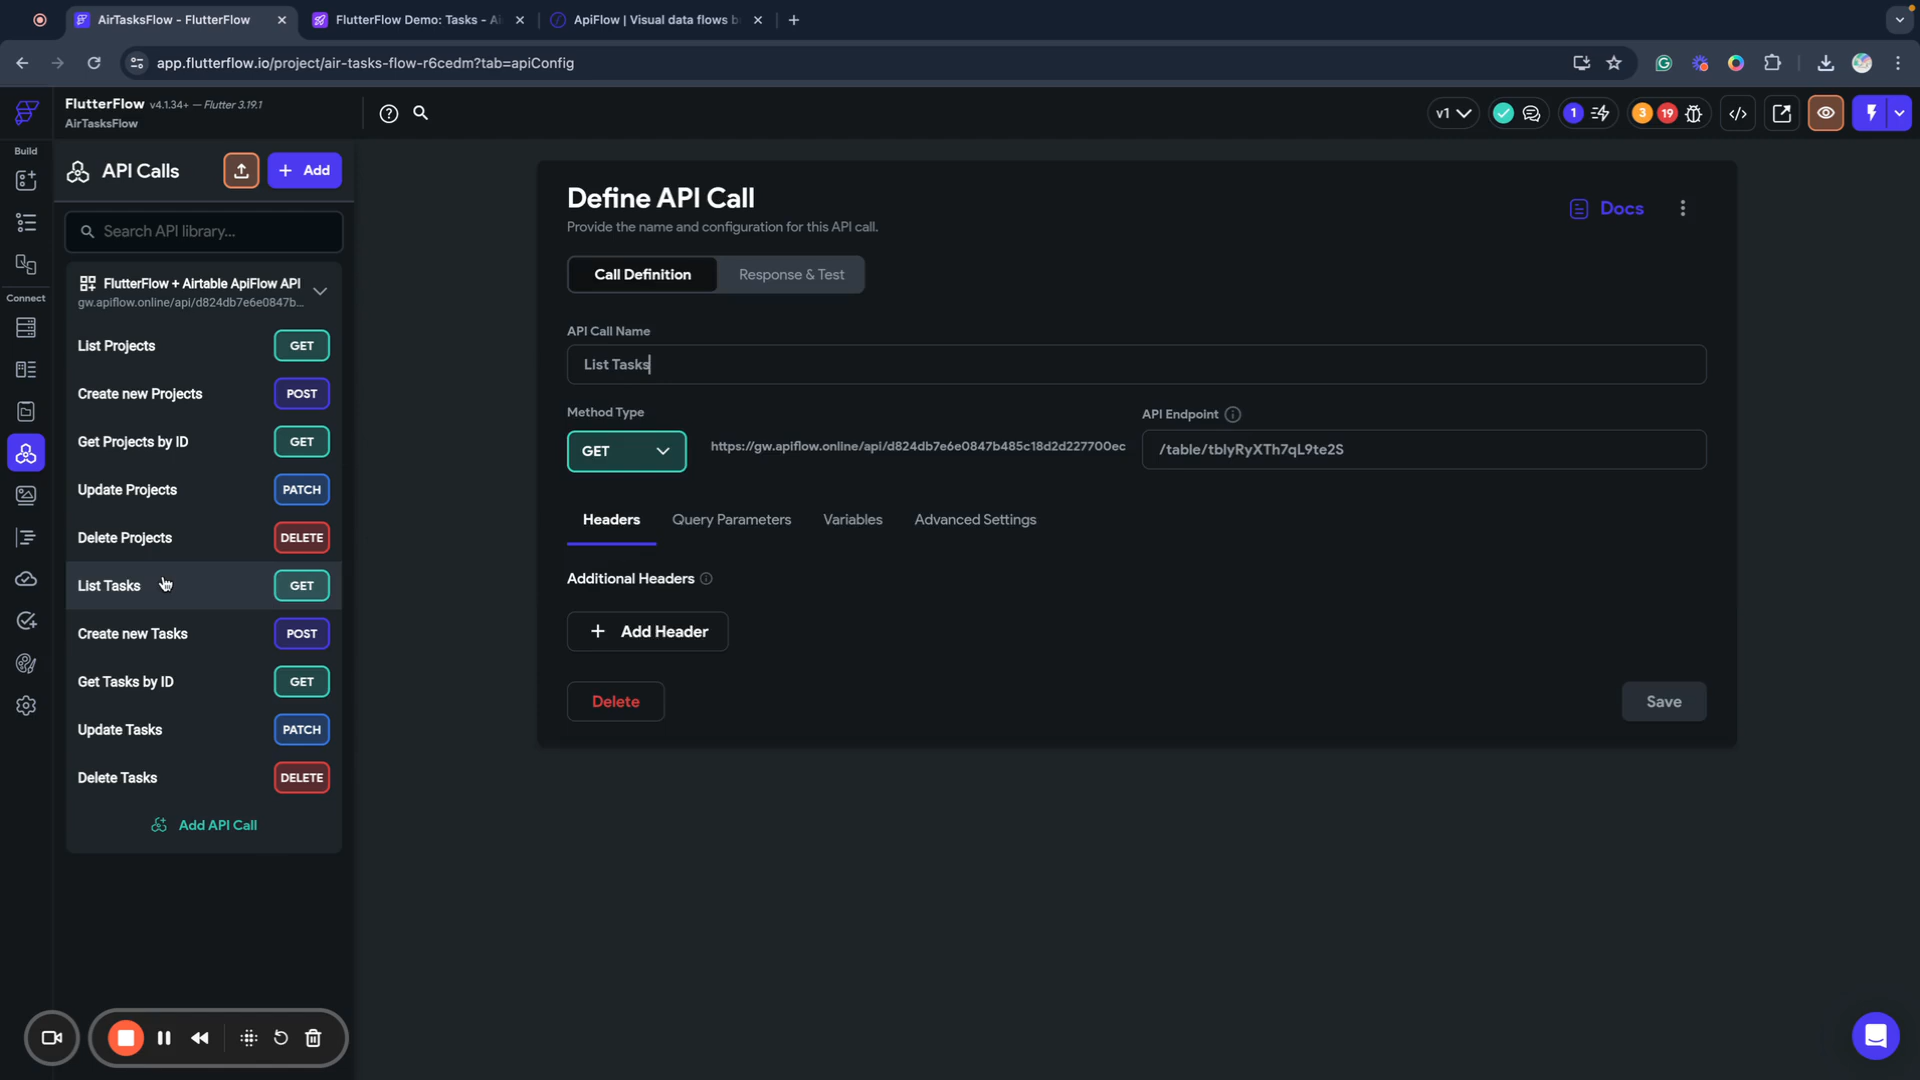 AirTasksFlow - FlutterFlow
FlutterFlow Demo: Tasks - Ai
ApiFlow | Visual data flows b
app.flutterflow.io/project/air-tasks-flow-r6cedm?tab=apiConfig
FlutterFlow v4.1.34+ — Flutter 3.19.1
AirTasksFlow
v1
1
3
19
Build
Connect
API Calls
Add
Search API library...
FlutterFlow + Airtable ApiFlow API
gw.apiflow.online/api/d824db7e6e0847b...
List Projects GET
Create new Projects POST
Get Projects by ID GET
Update Projects PATCH
Delete Projects DELETE
List Tasks GET
Create new Tasks POST
Get Tasks by ID GET
Update Tasks PATCH
Delete Tasks DELETE
Add API Call
Define API Call
Provide the name and configuration for this API call.
Docs
Call Definition
Response & Test
API Call Name
List Tasks
Method Type
GET
https://gw.apiflow.online/api/d824db7e6e0847b485c18d2d227700ec
API Endpoint
/table/tblyRyXTh7qL9te2S
Headers
Query Parameters
Variables
Advanced Settings
Additional Headers
Add Header
Delete
Save